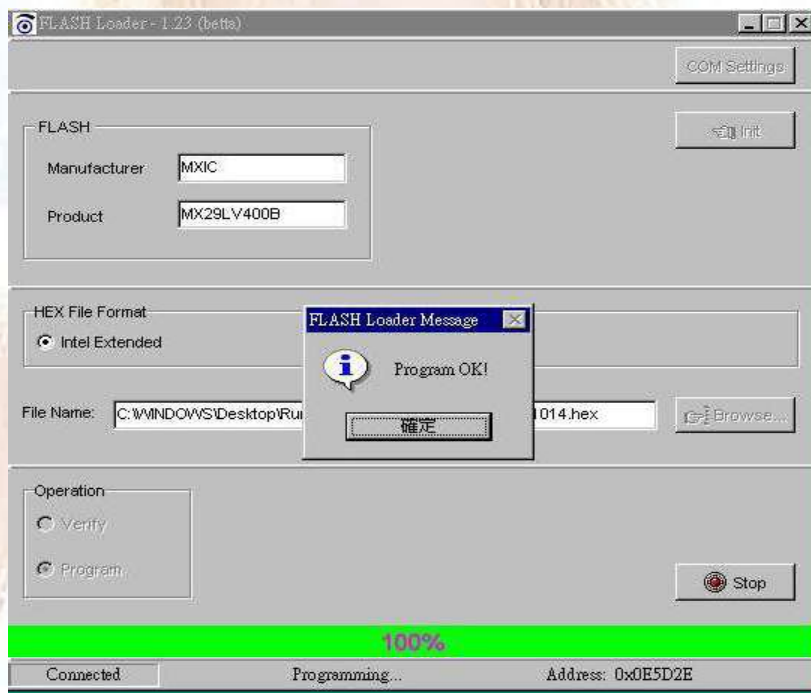 FLASH Loader - 1.23 (betta)
COM Settings
FLASH
Init
Manufacturer
MXIC
Product
MX29LV400B
HEX File Format
Intel Extended
FLASH Loader Message
Program OK!
確定
File Name:
C:\WINDOWS\Desktop\Ru
1014.hex
Browse...
Operation
Verify
Program
Stop
100%
Connected
Programming...
Address: 0x0E5D2E